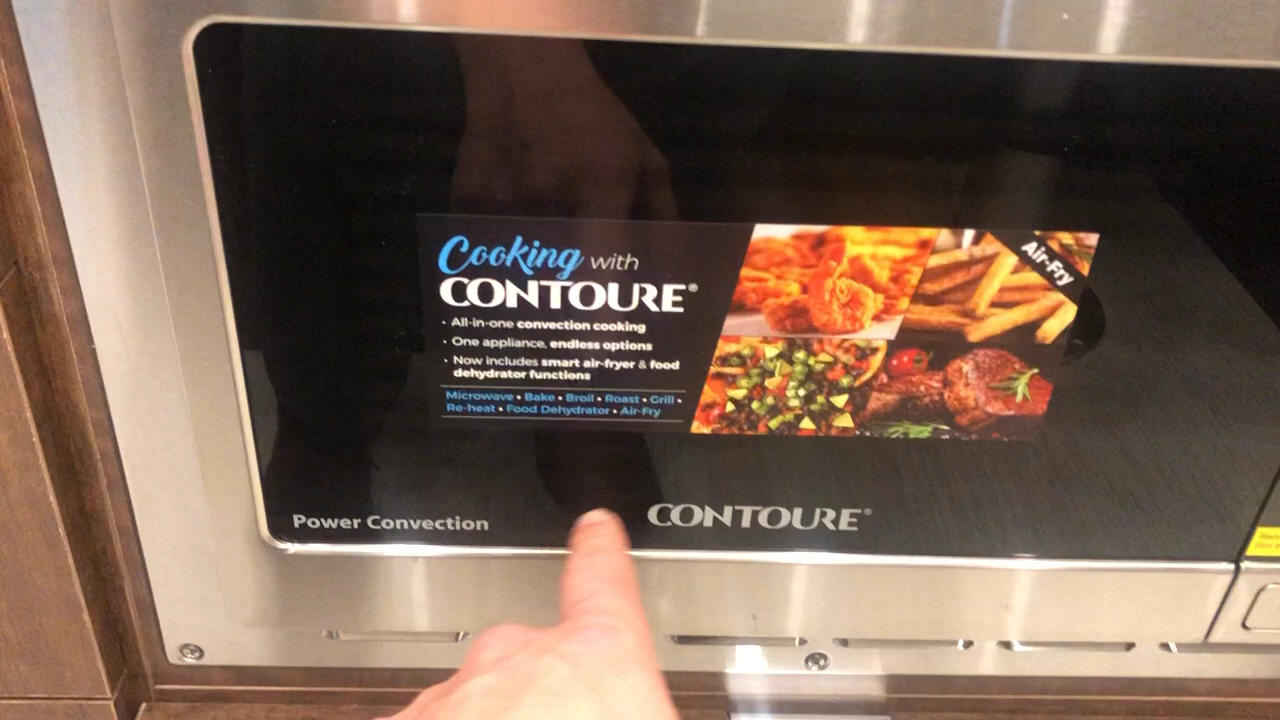 Cooking with
CONTOURE®
· All-in-one convection cooking
· One appliance, endless options
· Now includes smart air-fryer & food
dehydrator functions
Microwave • Bake • Broil • Roast • Grill •
Re-heat • Food Dehydrator • Air-Fry
Air-Fry
Power Convection
CONTOURE®